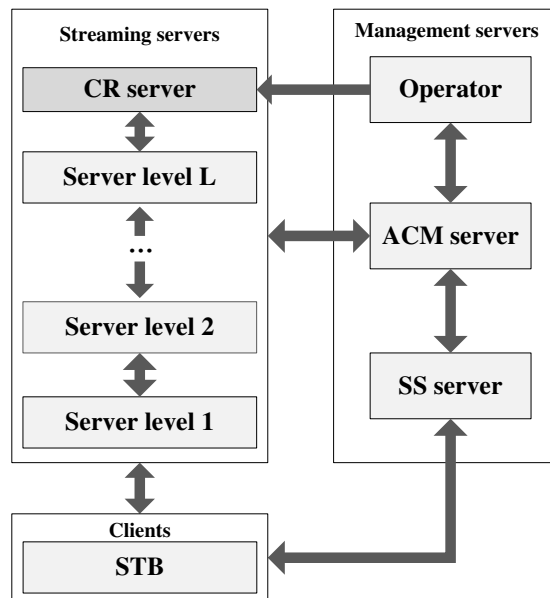 Streaming servers
CR server
Server level L
...
Server level 2
Server level 1
Clients
STB
Management servers
Operator
ACM server
SS server